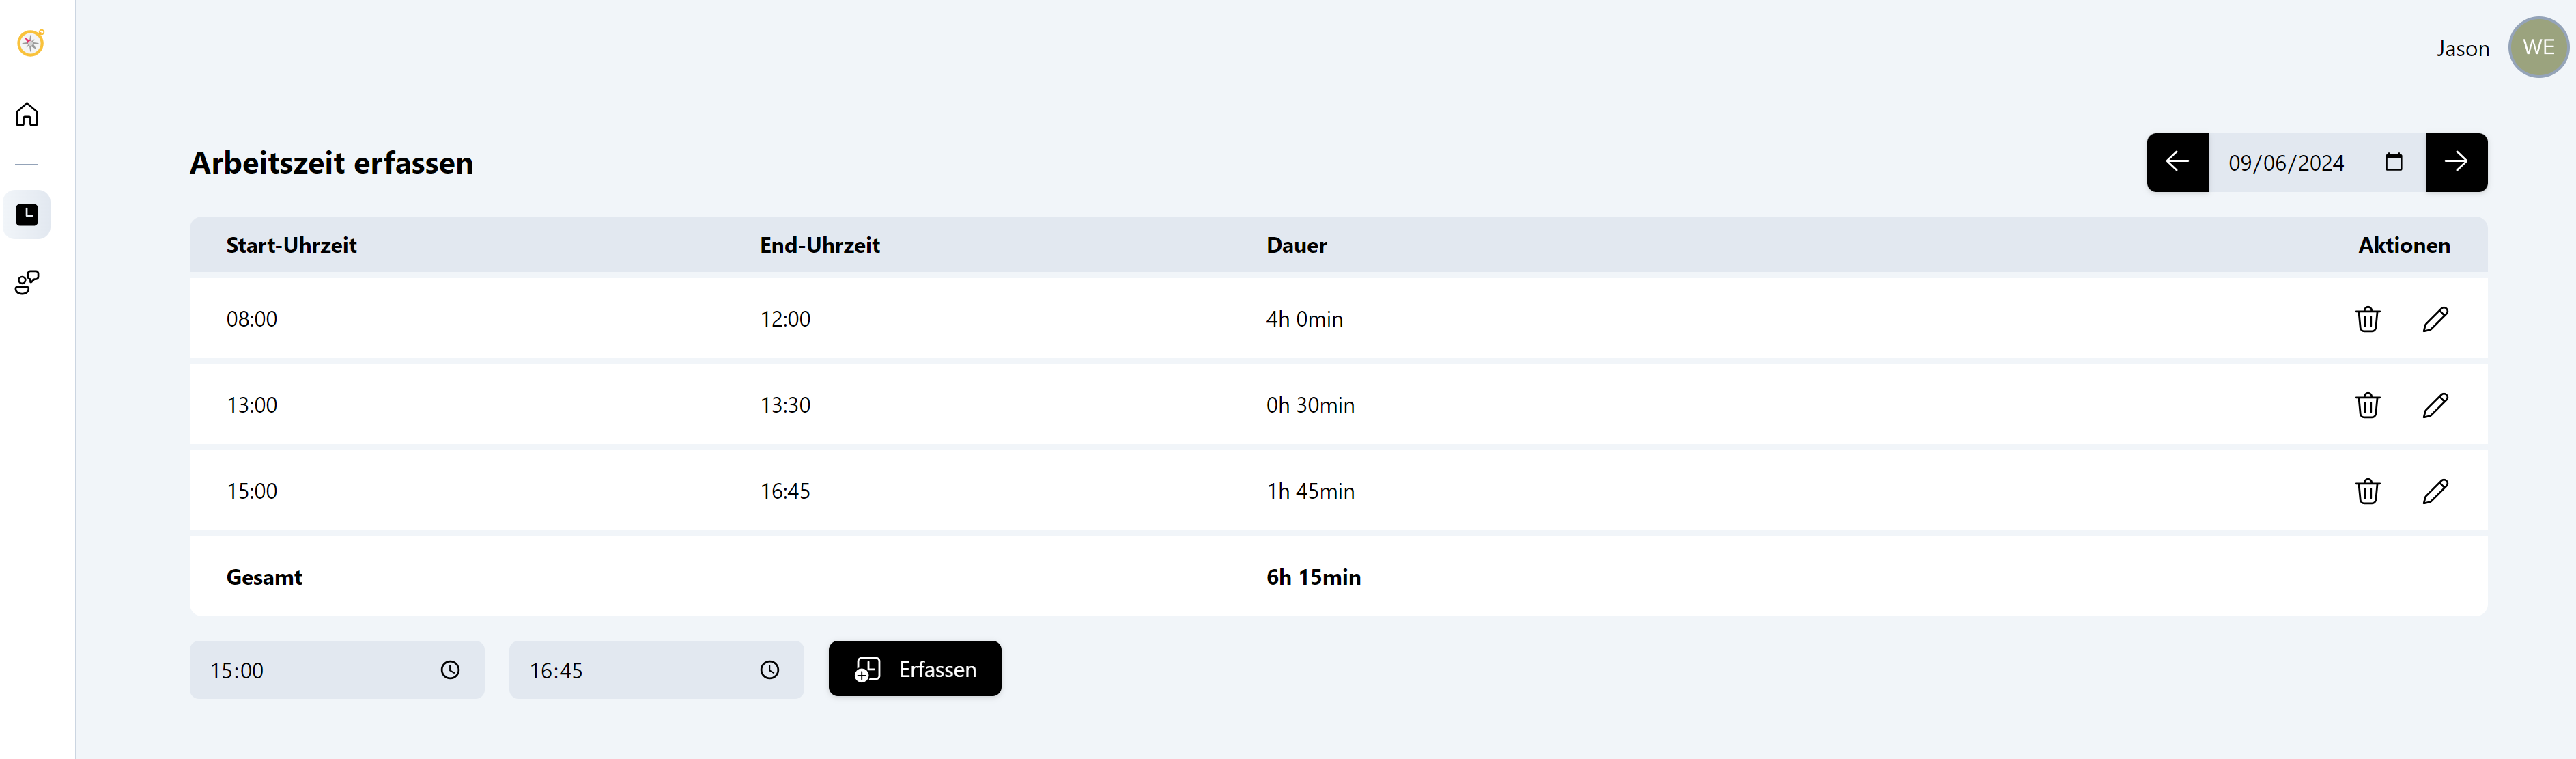 Jason WE
Arbeitszeit erfassen 09/06/2024
Start-Uhrzeit End-Uhrzeit Dauer Aktionen
08:00 12:00 4h 0min
13:00 13:30 0h 30min
15:00 16:45 1h 45min
Gesamt 6h 15min
15:00 16:45 Erfassen